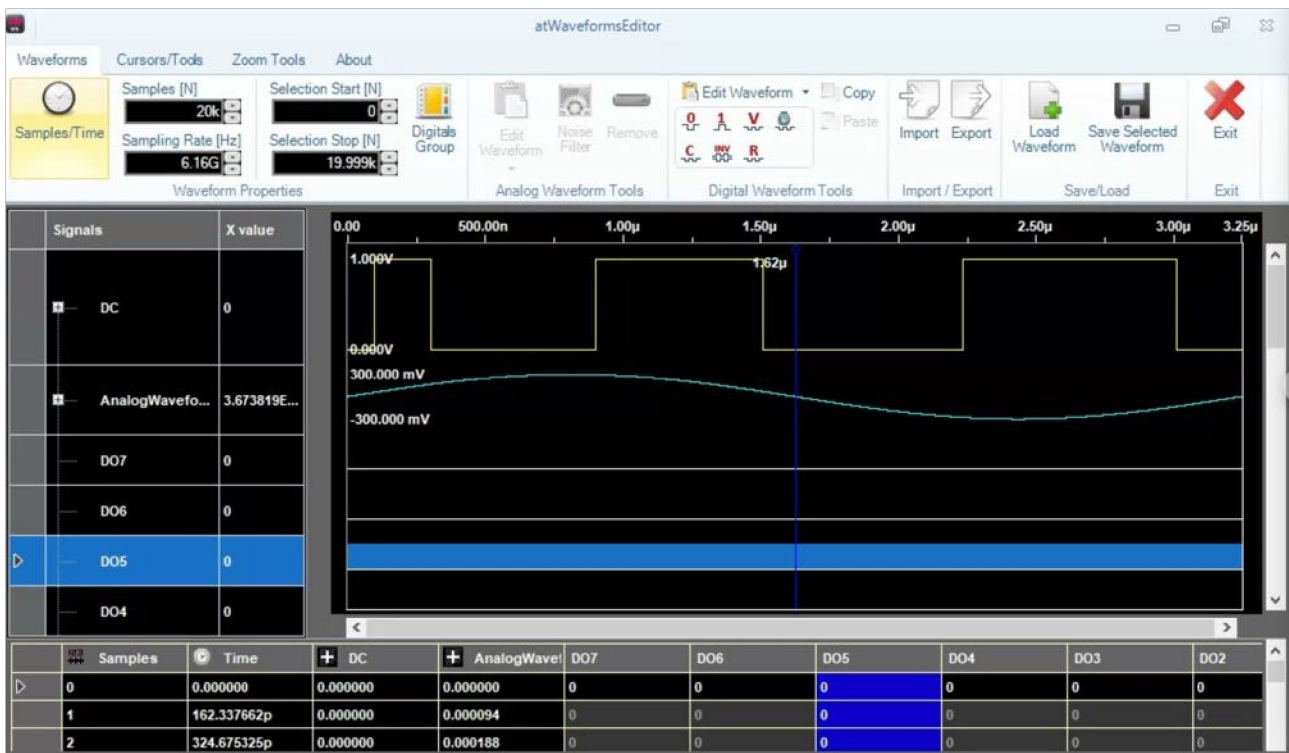 atWaveformsEditor
Waveforms Cursors/Tools Zoom Tools About
Samples/Time
Samples [N]
20k
Sampling Rate [Hz]
6.16G
Selection Start [N]
0
Selection Stop [N]
19.999k
Digitals
Group
Waveform Properties
Edit
Waveform
Noise
Filter
Remove
Analog Waveform Tools
Edit Waveform
0 1 V
C INV R
Copy
Paste
Digital Waveform Tools
Import Export
Import / Export
Load
Waveform
Save Selected
Waveform
Save/Load
Exit
Exit
Signals X value
DC 0
AnalogWavefo... 3.673819E...
DO7 0
DO6 0
DO5 0
DO4 0
0.00 500.00n 1.00µ 1.50µ 2.00µ 2.50µ 3.00µ 3.25µ
1.000V
1.62µ
0.000V
300.000 mV
-300.000 mV
Samples Time DC AnalogWavef DO7 DO6 DO5 DO4 DO3 DO2
0 0.000000 0.000000 0.000000 0 0 0 0 0 0
1 162.337662p 0.000000 0.000094 0 0 0 0 0 0
2 324.675325p 0.000000 0.000188 0 0 0 0 0 0